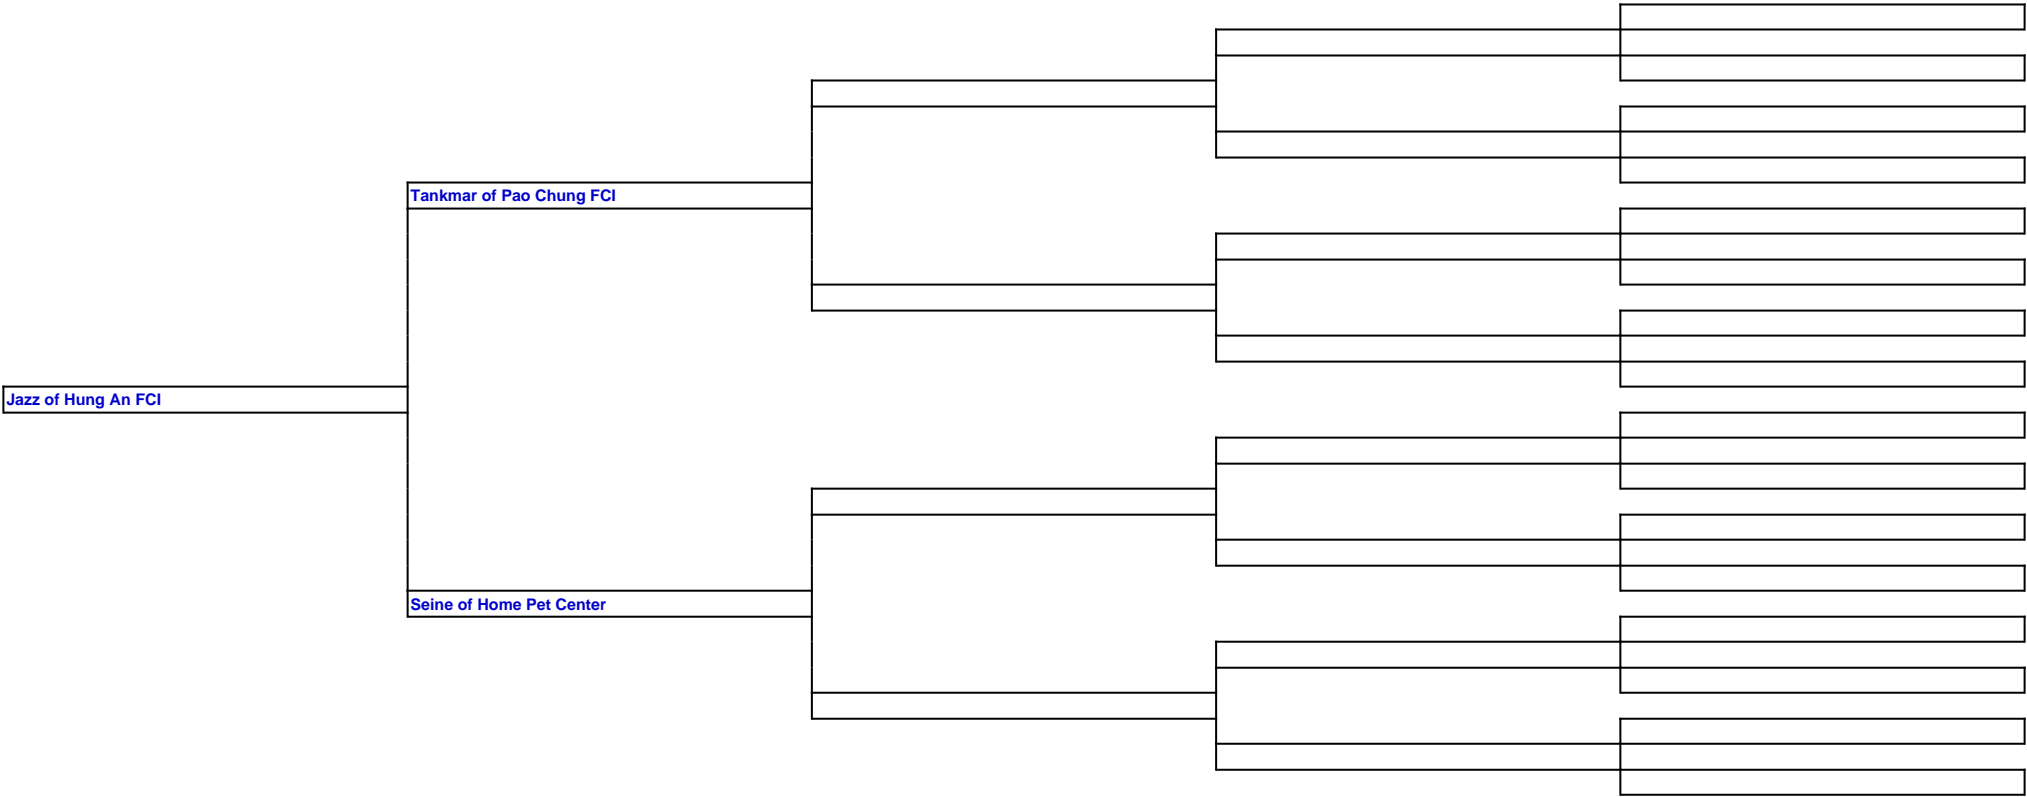 Tankmar of Pao Chung FCI
Jazz of Hung An FCI
Seine of Home Pet Center